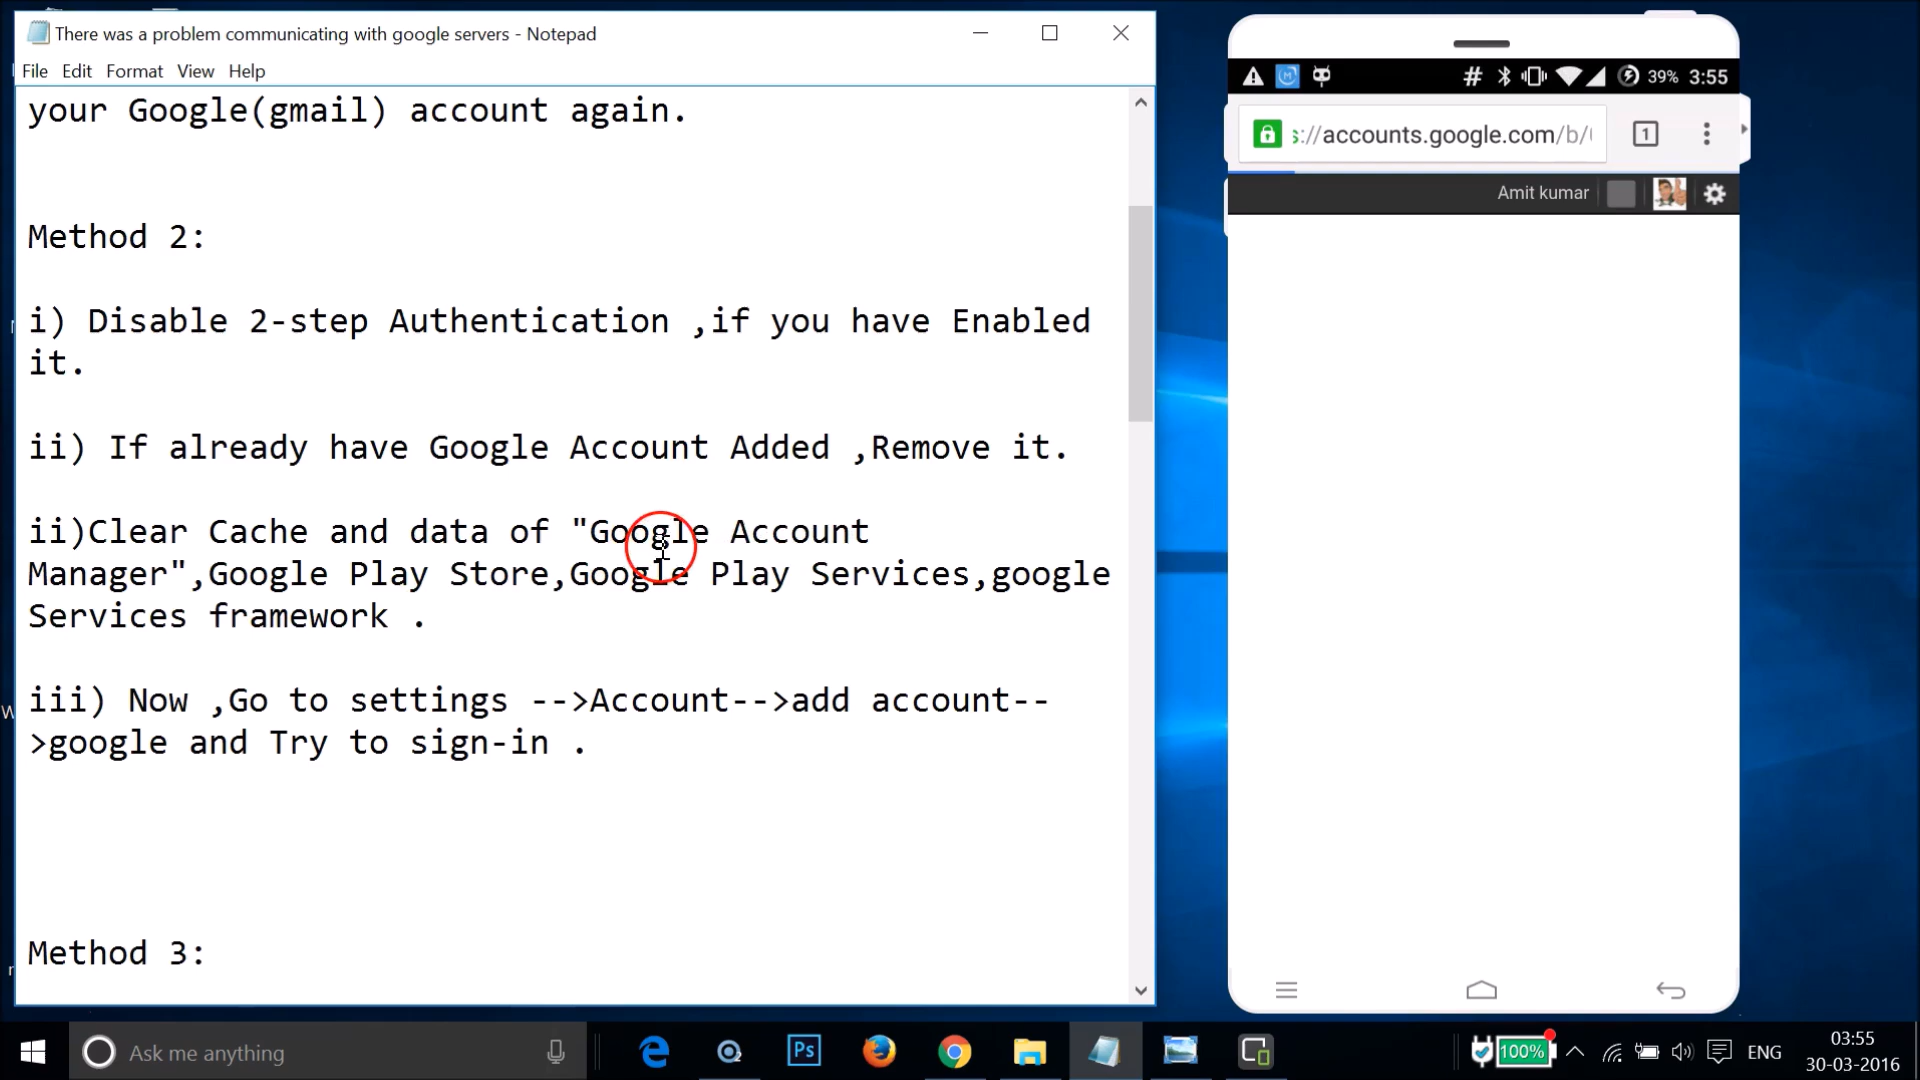 There was a problem communicating with google servers - Notepad
File Edit Format View Help
your Google(gmail) account again.
Method 2:
i) Disable 2-step Authentication ,if you have Enabled
it.
ii) If already have Google Account Added ,Remove it.
ii)Clear Cache and data of "Google Account
Manager",Google Play Store,Google Play Services,google
Services framework .
iii) Now ,Go to settings -->Account-->add account--
>google and Try to sign-in .
Method 3:
39% 3:55
s://accounts.google.com/b/
1
Amit kumar
Ask me anything
Ps
100%
ENG
03:55
30-03-2016